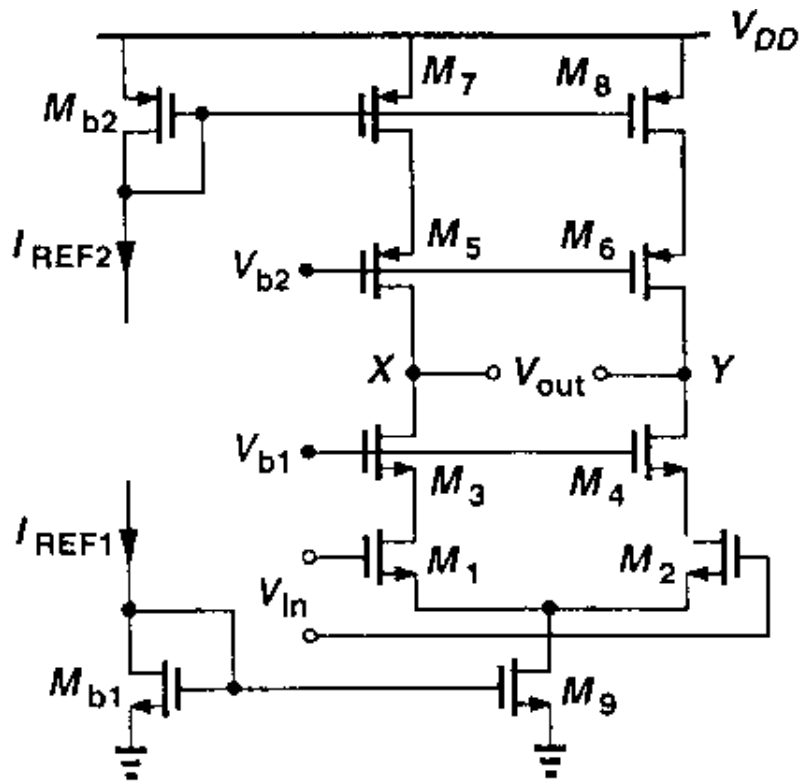 V_DD
M_7
M_8
M_b2
I_REF2
M_5
M_6
V_b2
X
V_out
Y
V_b1
M_3
M_4
I_REF1
M_1
M_2
V_In
M_b1
M_9